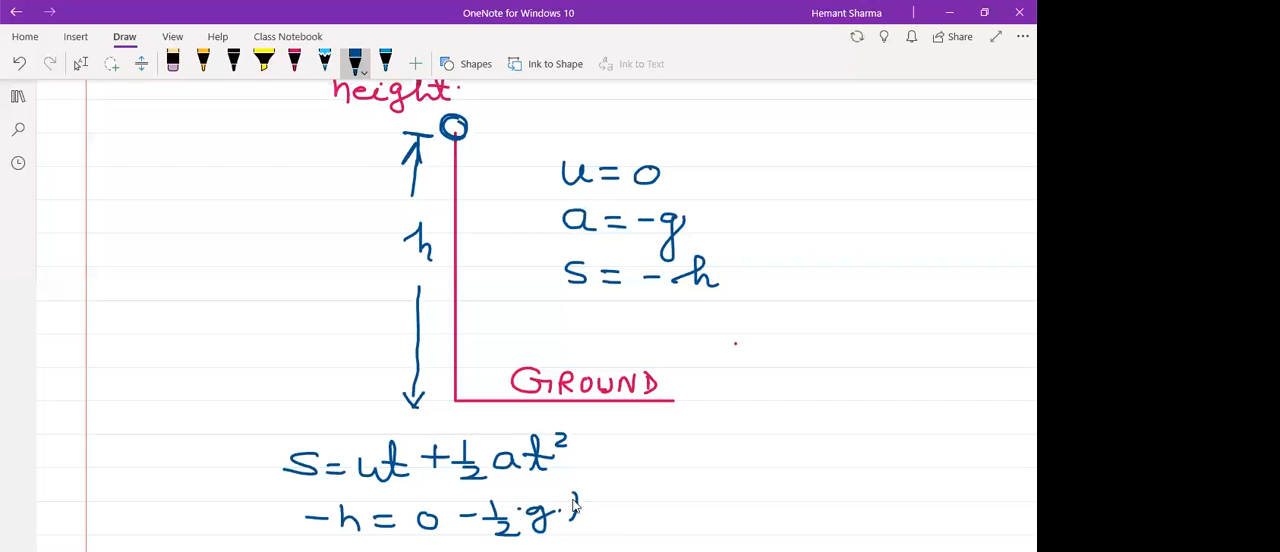 OneNote for Windows 10
Hemant Sharma
Home Insert Draw View Help Class Notebook
Share
Shapes Ink to Shape Ink to Text
height.
u = 0
h
a = -g
s = -h
GROUND
s = ut + 1/2 at²
-h = 0 - 1/2 · g ·